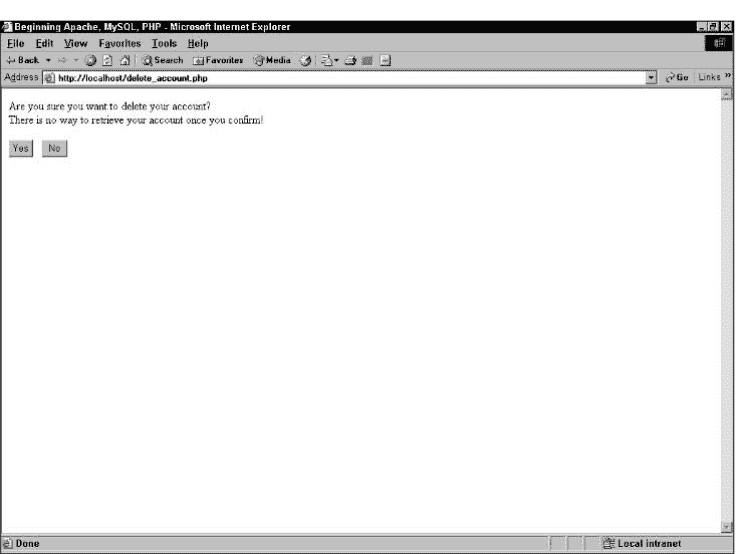 Beginning Apache, MySQL, PHP - Microsoft Internet Explorer
File Edit View Favorites Tools Help
Back Search Favorites Media
Address http://localhost/delete_account.php Go Links »
Are you sure you want to delete your account?
There is no way to retrieve your account once you confirm!
Yes No
Done Local intranet